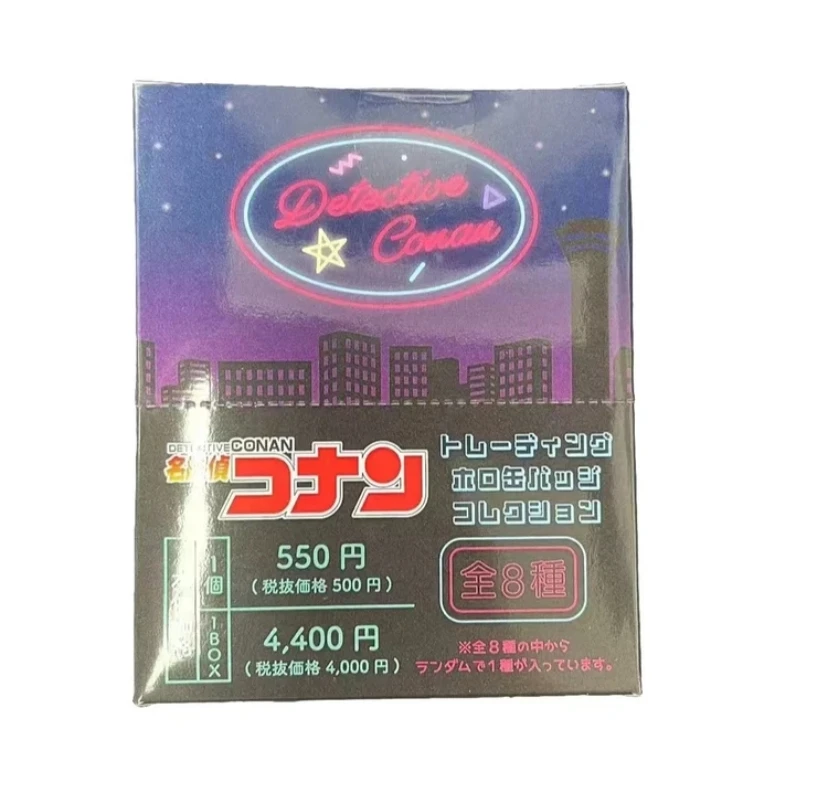 Detective
Conan
DETECTIVE CONAN
名探偵コナン
トレーディング
ホロ缶バッジ
コレクション
1個
550円
(税抜価格500円)
1BOX
4,400円
(税抜価格4,000円)
全8種
※全8種の中から
ランダムで1種が入っています。